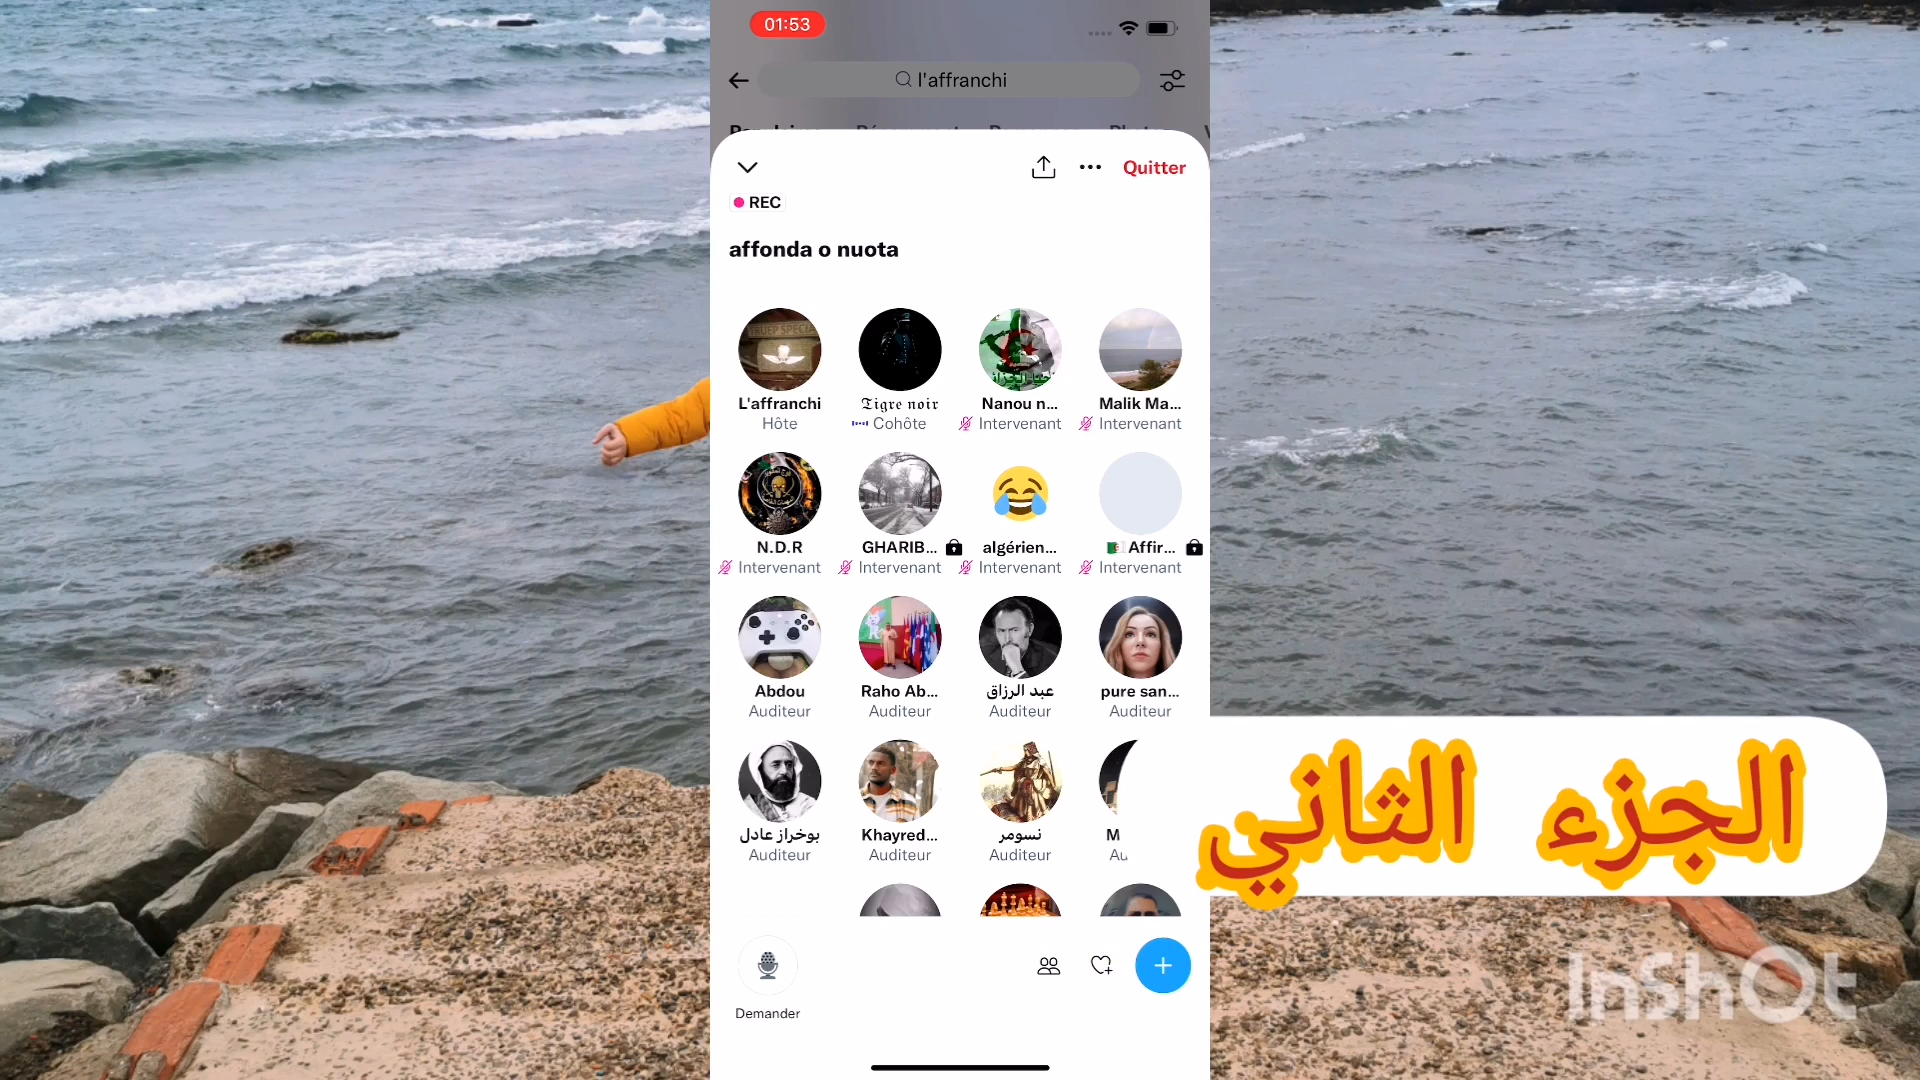 01:53
l'affranchi
Quitter
REC
affonda o nuota
L'affranchi
Hôte
𝔗𝔦𝔤𝔯𝔢 𝔫𝔬𝔦𝔯
Cohôte
Nanou n...
Intervenant
Malik Ma...
Intervenant
N.D.R
Intervenant
GHARIB...
Intervenant
algérien...
Intervenant
Affir...
Intervenant
Abdou
Auditeur
Raho Ab...
Auditeur
عبد الرزاق
Auditeur
pure san...
Auditeur
بوخراز عادل
Auditeur
Khayred...
Auditeur
نسومر
Auditeur
M
Au
الجزء الثاني
Demander
InShOt